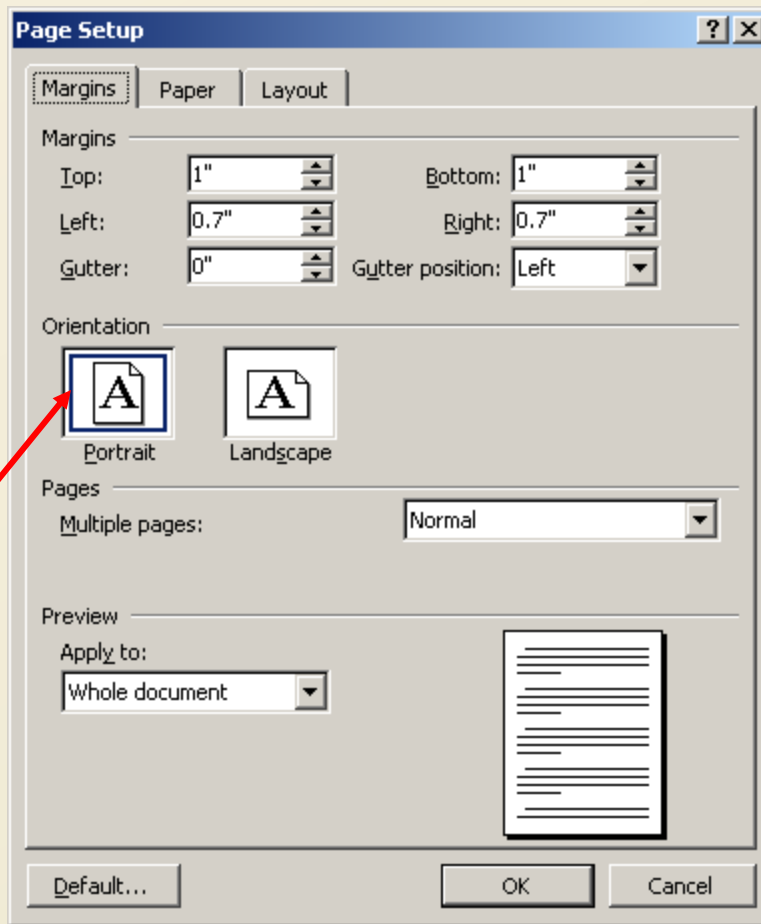 Page Setup
Margins Paper Layout
Margins
Top: 1" Bottom: 1"
Left: 0.7" Right: 0.7"
Gutter: 0" Gutter position: Left
Orientation
A A
Portrait Landscape
Pages
Multiple pages: Normal
Preview
Apply to:
Whole document
Default... OK Cancel